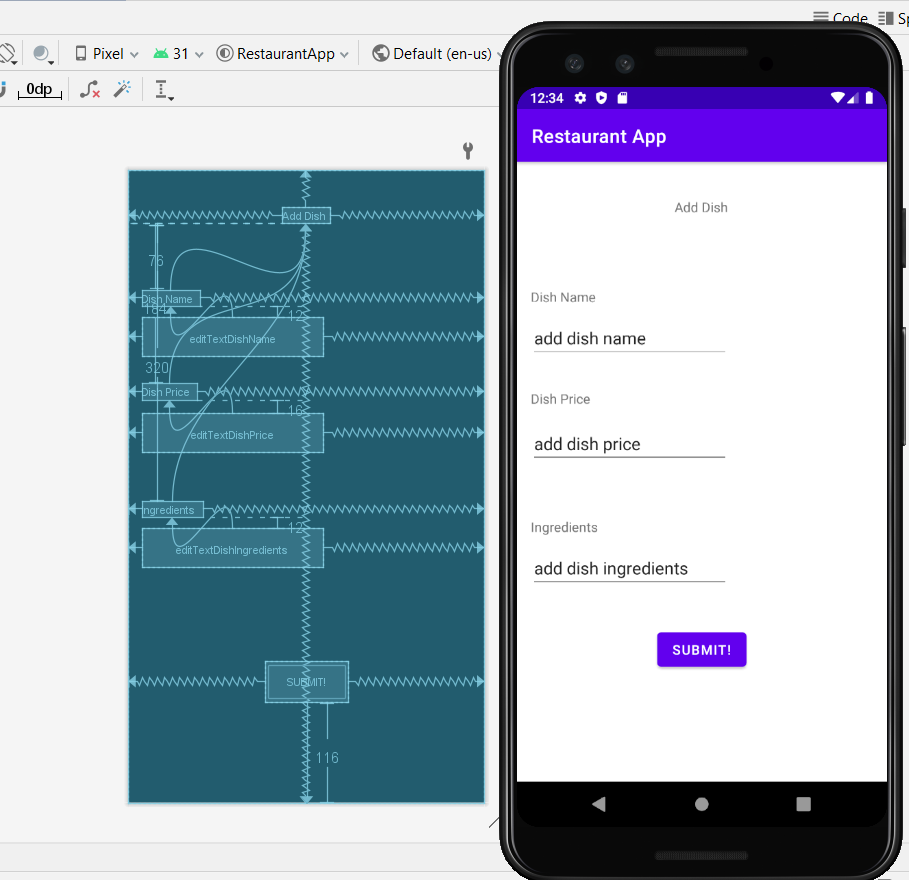 Code
Sp
Pixel
31
RestaurantApp
Default (en-us)
0dp
Add Dish
76
Dish Name
184
12
editTextDishName
320
Dish Price
16
editTextDishPrice
Ingredients
12
editTextDishIngredients
SUBMIT!
116
12:34
Restaurant App
Add Dish
Dish Name
add dish name
Dish Price
add dish price
Ingredients
add dish ingredients
SUBMIT!